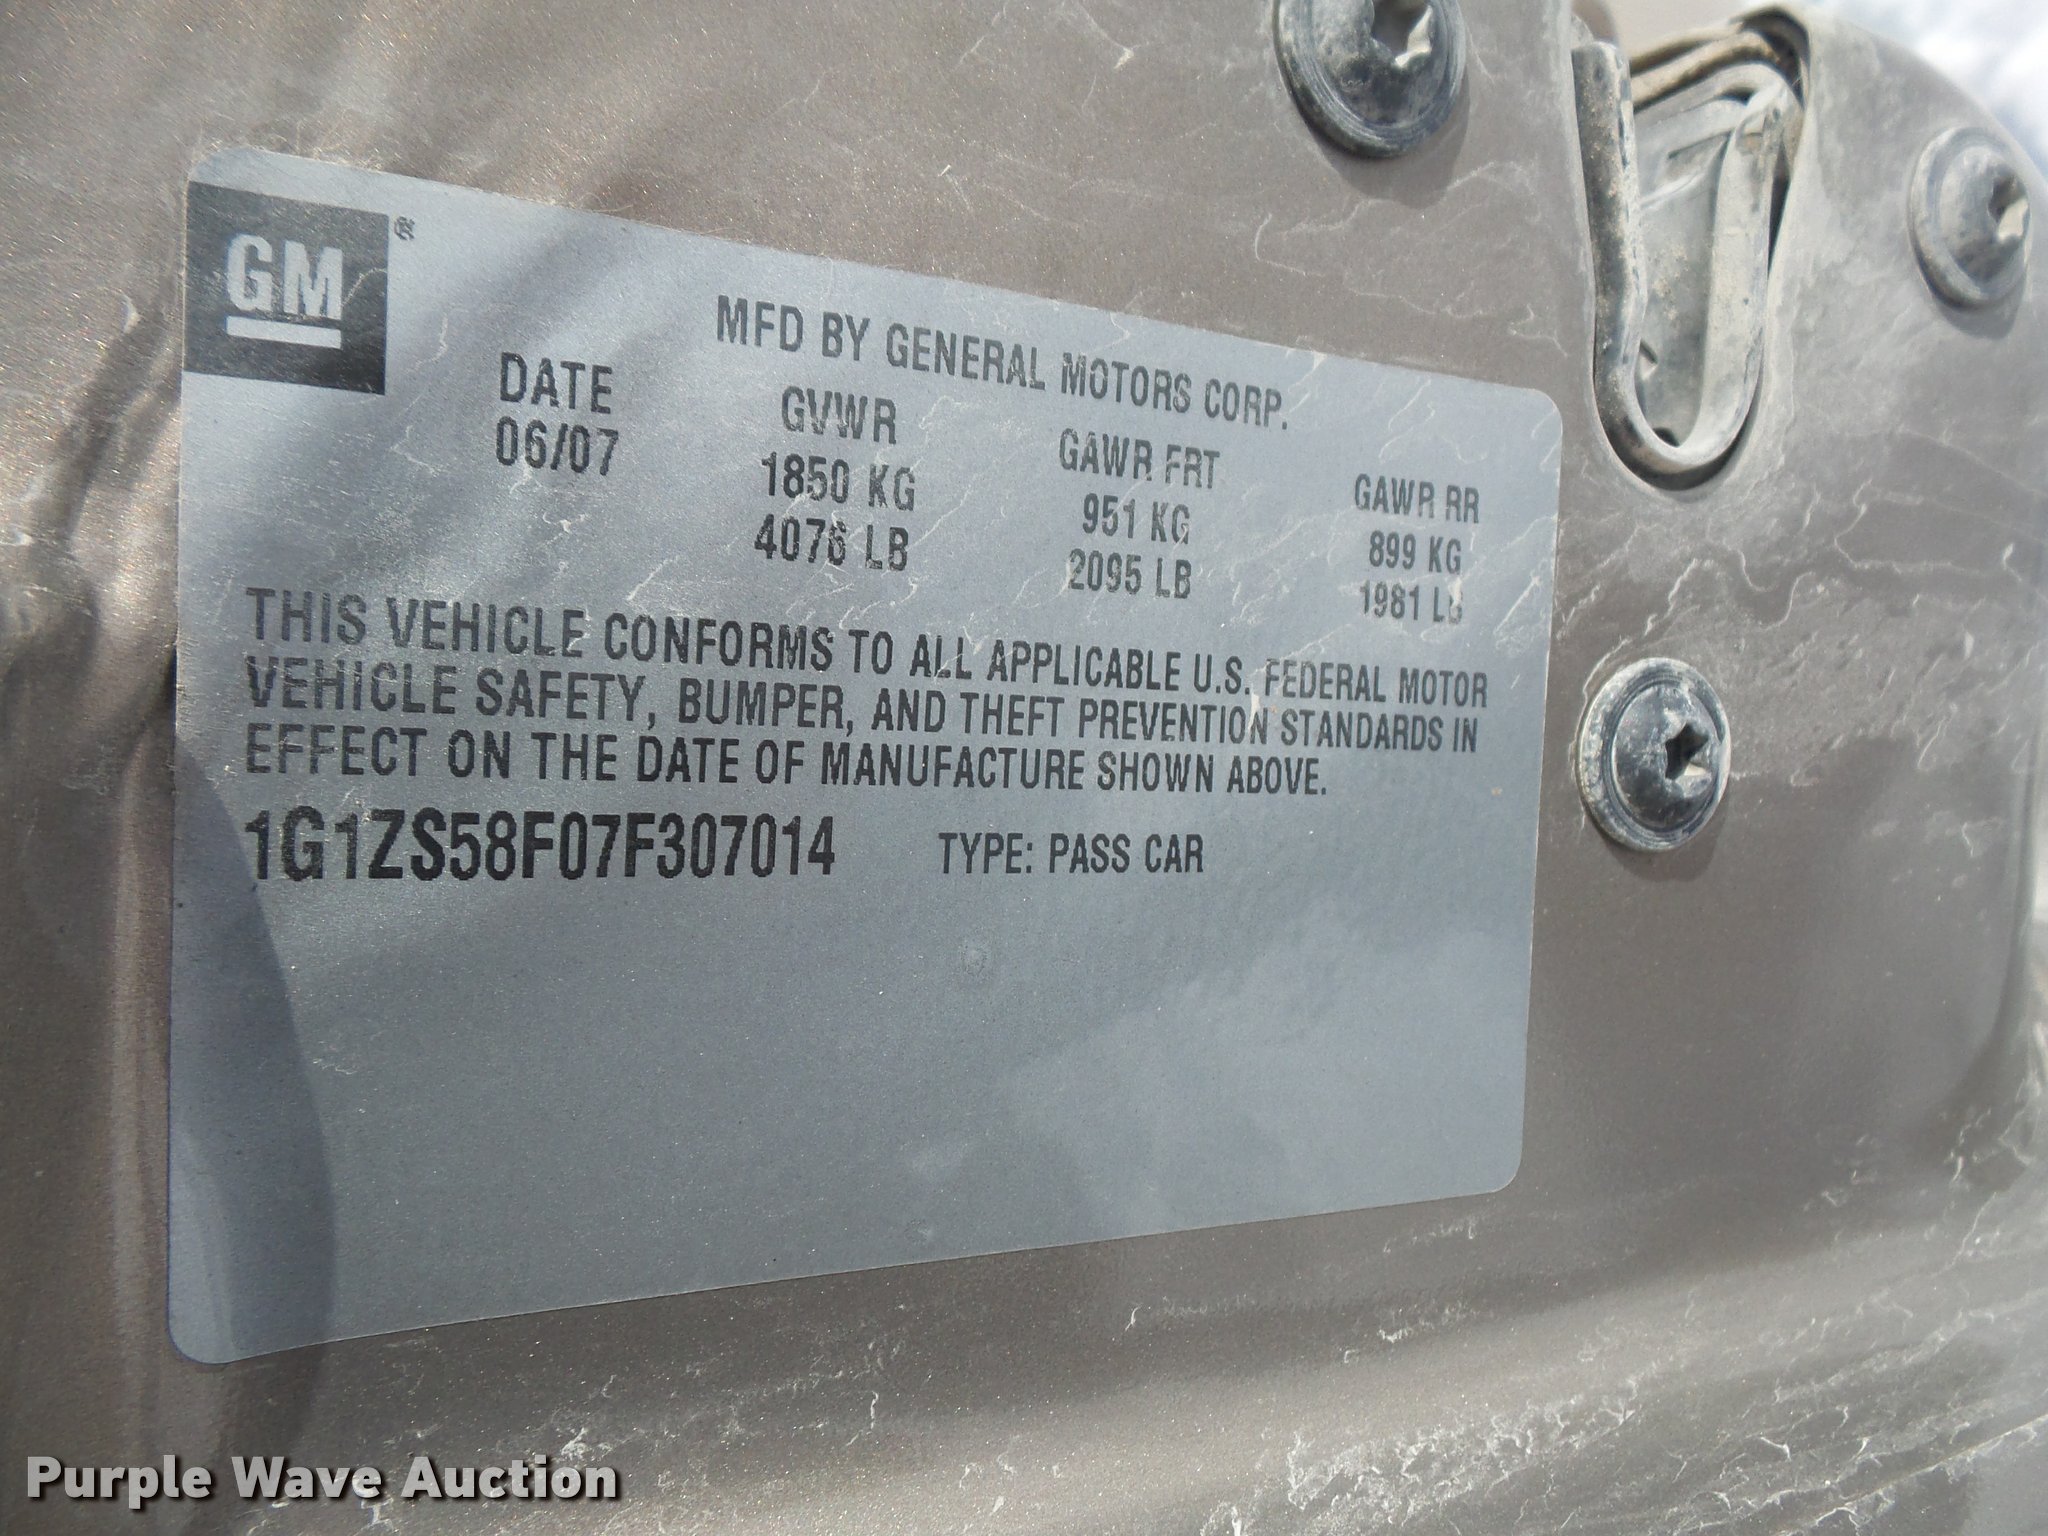 GM®
MFD BY GENERAL MOTORS CORP.
DATE GVWR GAWR FRT GAWR RR
06/07 1850 KG 951 KG 899 KG
4076 LB 2095 LB 1981 LB
THIS VEHICLE CONFORMS TO ALL APPLICABLE U.S. FEDERAL MOTOR
VEHICLE SAFETY, BUMPER, AND THEFT PREVENTION STANDARDS IN
EFFECT ON THE DATE OF MANUFACTURE SHOWN ABOVE.
1G1ZS58F07F307014 TYPE: PASS CAR
Purple Wave Auction